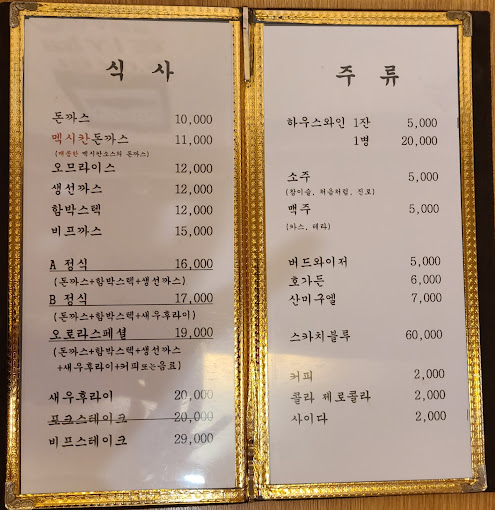 식 사
돈까스 10,000
멕시칸돈까스 11,000
(매콤한 멕시칸소스의 돈까스)
오므라이스 12,000
생선까스 12,000
함박스텍 12,000
비프까스 15,000
A 정식 16,000
(돈까스+함박스텍+생선까스)
B 정식 17,000
(돈까스+함박스텍+새우후라이)
오로라스페셜 19,000
(돈까스+함박스텍+생선까스
+새우후라이+커피또는음료)
새우후라이 20,000
포크스테이크 20,000
비프스테이크 29,000
주 류
하우스와인 1잔 5,000
1병 20,000
소주 5,000
(참이슬, 처음처럼, 진로)
맥주 5,000
(카스, 테라)
버드와이저 5,000
호가든 6,000
산미구엘 7,000
스카치블루 60,000
커피 2,000
콜라 제로콜라 2,000
사이다 2,000